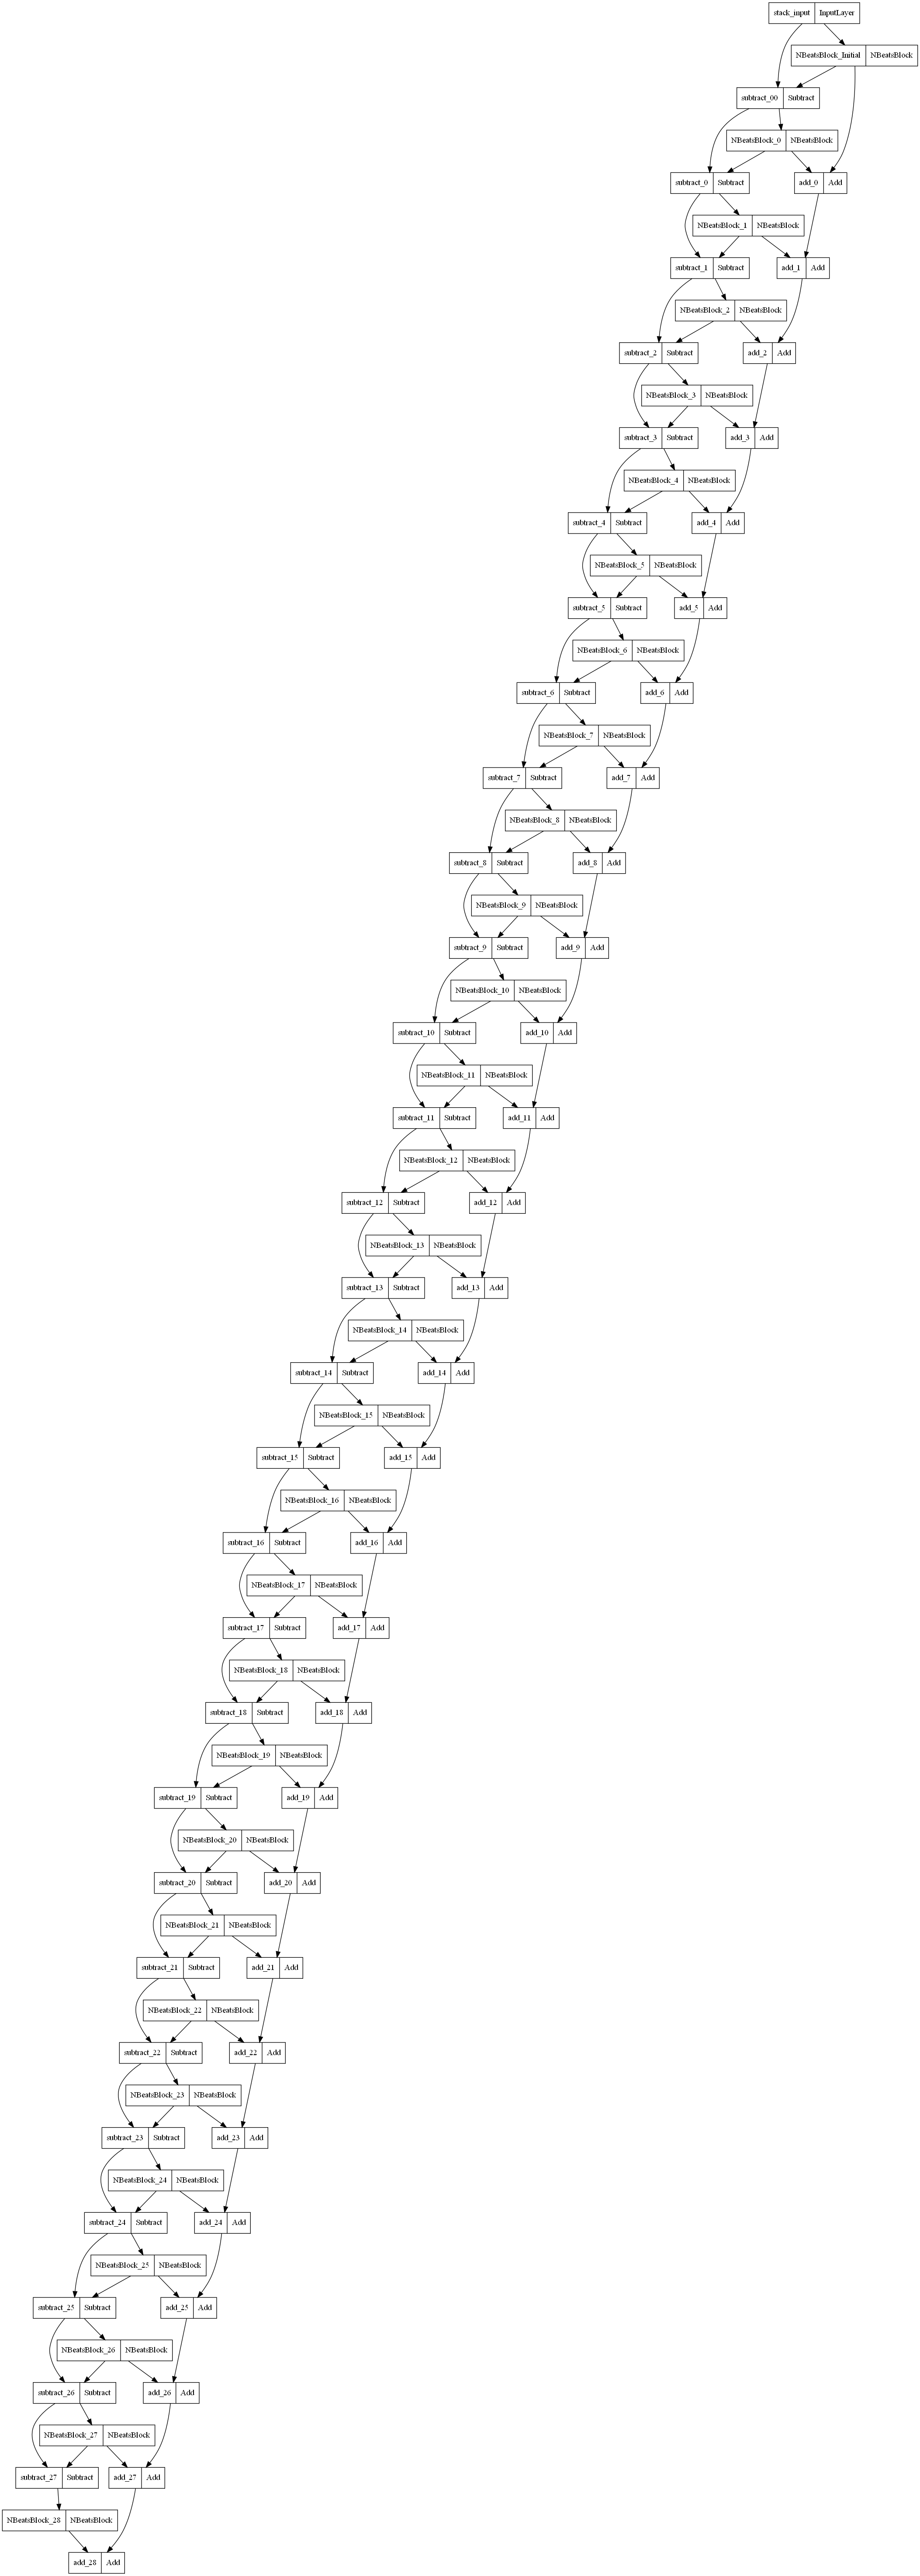 stack_input InputLayer
NBeatsBlock_Initial NBeatsBlock
subtract_00 Subtract
NBeatsBlock_0 NBeatsBlock
subtract_0 Subtract
add_0 Add
NBeatsBlock_1 NBeatsBlock
subtract_1 Subtract
add_1 Add
NBeatsBlock_2 NBeatsBlock
subtract_2 Subtract
add_2 Add
NBeatsBlock_3 NBeatsBlock
subtract_3 Subtract
add_3 Add
NBeatsBlock_4 NBeatsBlock
subtract_4 Subtract
add_4 Add
NBeatsBlock_5 NBeatsBlock
subtract_5 Subtract
add_5 Add
NBeatsBlock_6 NBeatsBlock
subtract_6 Subtract
add_6 Add
NBeatsBlock_7 NBeatsBlock
subtract_7 Subtract
add_7 Add
NBeatsBlock_8 NBeatsBlock
subtract_8 Subtract
add_8 Add
NBeatsBlock_9 NBeatsBlock
subtract_9 Subtract
add_9 Add
NBeatsBlock_10 NBeatsBlock
subtract_10 Subtract
add_10 Add
NBeatsBlock_11 NBeatsBlock
subtract_11 Subtract
add_11 Add
NBeatsBlock_12 NBeatsBlock
subtract_12 Subtract
add_12 Add
NBeatsBlock_13 NBeatsBlock
subtract_13 Subtract
add_13 Add
NBeatsBlock_14 NBeatsBlock
subtract_14 Subtract
add_14 Add
NBeatsBlock_15 NBeatsBlock
subtract_15 Subtract
add_15 Add
NBeatsBlock_16 NBeatsBlock
subtract_16 Subtract
add_16 Add
NBeatsBlock_17 NBeatsBlock
subtract_17 Subtract
add_17 Add
NBeatsBlock_18 NBeatsBlock
subtract_18 Subtract
add_18 Add
NBeatsBlock_19 NBeatsBlock
subtract_19 Subtract
add_19 Add
NBeatsBlock_20 NBeatsBlock
subtract_20 Subtract
add_20 Add
NBeatsBlock_21 NBeatsBlock
subtract_21 Subtract
add_21 Add
NBeatsBlock_22 NBeatsBlock
subtract_22 Subtract
add_22 Add
NBeatsBlock_23 NBeatsBlock
subtract_23 Subtract
add_23 Add
NBeatsBlock_24 NBeatsBlock
subtract_24 Subtract
add_24 Add
NBeatsBlock_25 NBeatsBlock
subtract_25 Subtract
add_25 Add
NBeatsBlock_26 NBeatsBlock
subtract_26 Subtract
add_26 Add
NBeatsBlock_27 NBeatsBlock
subtract_27 Subtract
add_27 Add
NBeatsBlock_28 NBeatsBlock
add_28 Add